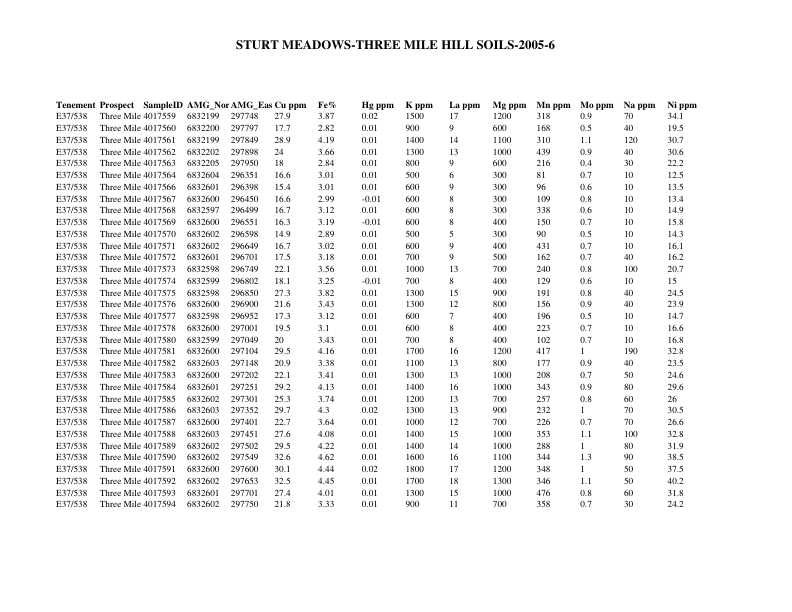 STURT MEADOWS-THREE MILE HILL SOILS-2005-6
Tenement Prospect SampleID AMG_Nor AMG_Eas Cu ppm Fe% Hg ppm K ppm La ppm Mg ppm Mn ppm Mo ppm Na ppm Ni ppm
E37/538 Three Mile 4017559 6832199 297748 27.9 3.87 0.02 1500 17 1200 318 0.9 70 34.1
E37/538 Three Mile 4017560 6832200 297797 17.7 2.82 0.01 900 9 600 168 0.5 40 19.5
E37/538 Three Mile 4017561 6832199 297849 28.9 4.19 0.01 1400 14 1100 310 1.1 120 30.7
E37/538 Three Mile 4017562 6832202 297898 24 3.66 0.01 1300 13 1000 439 0.9 40 30.6
E37/538 Three Mile 4017563 6832205 297950 18 2.84 0.01 800 9 600 216 0.4 30 22.2
E37/538 Three Mile 4017564 6832604 296351 16.6 3.01 0.01 500 6 300 81 0.7 10 12.5
E37/538 Three Mile 4017566 6832601 296398 15.4 3.01 0.01 600 9 300 96 0.6 10 13.5
E37/538 Three Mile 4017567 6832600 296450 16.6 2.99 -0.01 600 8 300 109 0.8 10 13.4
E37/538 Three Mile 4017568 6832597 296499 16.7 3.12 0.01 600 8 300 338 0.6 10 14.9
E37/538 Three Mile 4017569 6832600 296551 16.3 3.19 -0.01 600 8 400 150 0.7 10 15.8
E37/538 Three Mile 4017570 6832602 296598 14.9 2.89 0.01 500 5 300 90 0.5 10 14.3
E37/538 Three Mile 4017571 6832602 296649 16.7 3.02 0.01 600 9 400 431 0.7 10 16.1
E37/538 Three Mile 4017572 6832601 296701 17.5 3.18 0.01 700 9 500 162 0.7 40 16.2
E37/538 Three Mile 4017573 6832598 296749 22.1 3.56 0.01 1000 13 700 240 0.8 100 20.7
E37/538 Three Mile 4017574 6832599 296802 18.1 3.25 -0.01 700 8 400 129 0.6 10 15
E37/538 Three Mile 4017575 6832598 296850 27.3 3.82 0.01 1300 15 900 191 0.8 40 24.5
E37/538 Three Mile 4017576 6832600 296900 21.6 3.43 0.01 1300 12 800 156 0.9 40 23.9
E37/538 Three Mile 4017577 6832598 296952 17.3 3.12 0.01 600 7 400 196 0.5 10 14.7
E37/538 Three Mile 4017578 6832600 297001 19.5 3.1 0.01 600 8 400 223 0.7 10 16.6
E37/538 Three Mile 4017580 6832599 297049 20 3.43 0.01 700 8 400 102 0.7 10 16.8
E37/538 Three Mile 4017581 6832600 297104 29.5 4.16 0.01 1700 16 1200 417 1 190 32.8
E37/538 Three Mile 4017582 6832603 297148 20.9 3.38 0.01 1100 13 800 177 0.9 40 23.5
E37/538 Three Mile 4017583 6832600 297202 22.1 3.41 0.01 1300 13 1000 208 0.7 50 24.6
E37/538 Three Mile 4017584 6832601 297251 29.2 4.13 0.01 1400 16 1000 343 0.9 80 29.6
E37/538 Three Mile 4017585 6832602 297301 25.3 3.74 0.01 1200 13 700 257 0.8 60 26
E37/538 Three Mile 4017586 6832603 297352 29.7 4.3 0.02 1300 13 900 232 1 70 30.5
E37/538 Three Mile 4017587 6832600 297401 22.7 3.64 0.01 1000 12 700 226 0.7 70 26.6
E37/538 Three Mile 4017588 6832603 297451 27.6 4.08 0.01 1400 15 1000 353 1.1 100 32.8
E37/538 Three Mile 4017589 6832602 297502 29.5 4.22 0.01 1400 14 1000 288 1 80 31.9
E37/538 Three Mile 4017590 6832602 297549 32.6 4.62 0.01 1600 16 1100 344 1.3 90 38.5
E37/538 Three Mile 4017591 6832600 297600 30.1 4.44 0.02 1800 17 1200 348 1 50 37.5
E37/538 Three Mile 4017592 6832602 297653 32.5 4.45 0.01 1700 18 1300 346 1.1 50 40.2
E37/538 Three Mile 4017593 6832601 297701 27.4 4.01 0.01 1300 15 1000 476 0.8 60 31.8
E37/538 Three Mile 4017594 6832602 297750 21.8 3.33 0.01 900 11 700 358 0.7 30 24.2